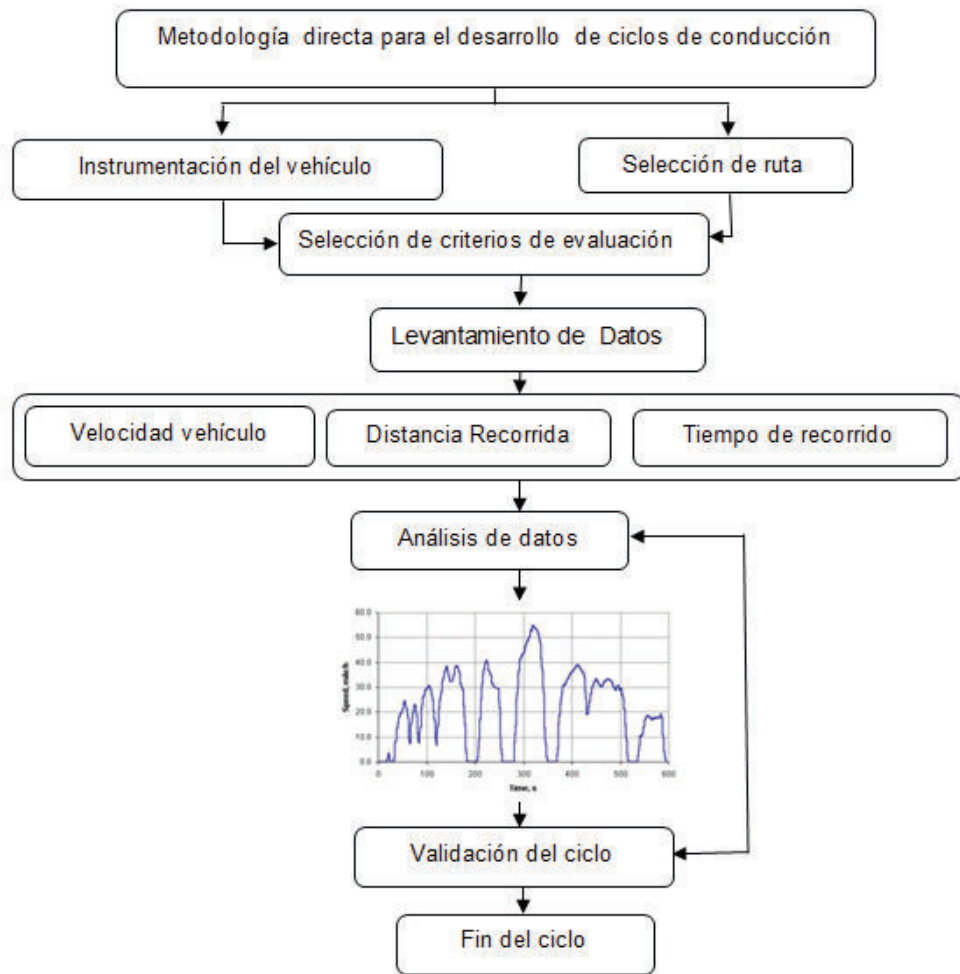 Metodología directa para el desarrollo de ciclos de conducción
Instrumentación del vehículo
Selección de ruta
Selección de criterios de evaluación
Levantamiento de Datos
Velocidad vehículo
Distancia Recorrida
Tiempo de recorrido
Análisis de datos
60.0
50.0
40.0
30.0
20.0
10.0
0.0
Speed, mile/h
0 100 200 300 400 500 600
Time, s
Validación del ciclo
Fin del ciclo